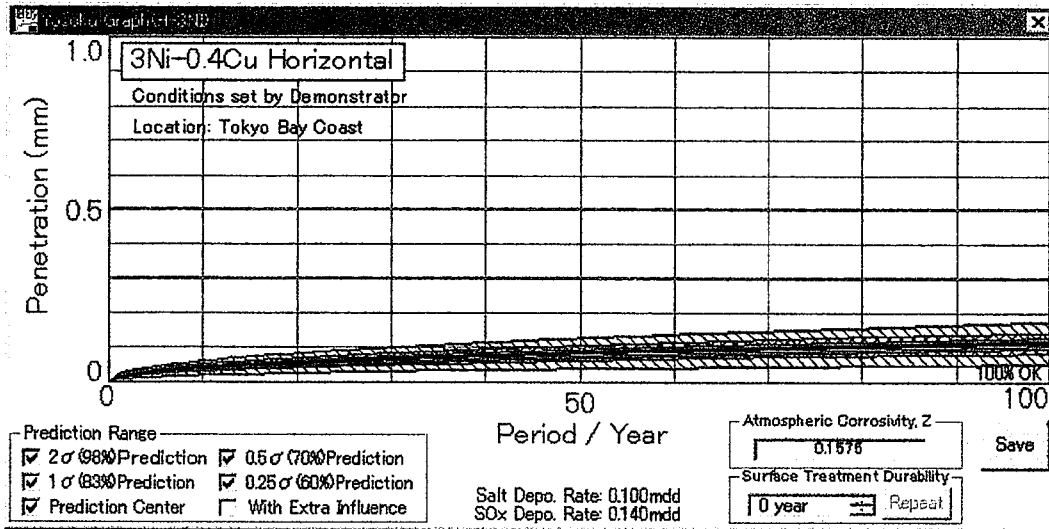 Yosoku Graph
1.0
3Ni-0.4Cu Horizontal
Conditions set by Demonstrator
Location: Tokyo Bay Coast
Penetration (mm)
0.5
0
100% OK
0
50
100
Period / Year
Prediction Range
2σ(98%)Prediction
0.5σ(70%)Prediction
1σ(83%)Prediction
0.25σ(60%)Prediction
Prediction Center
With Extra Influence
Salt Depo. Rate: 0.100mdd
SOx Depo. Rate: 0.140mdd
Atmospheric Corrosivity, Z
0.1575
Surface Treatment Durability
0 year
Repeat
Save